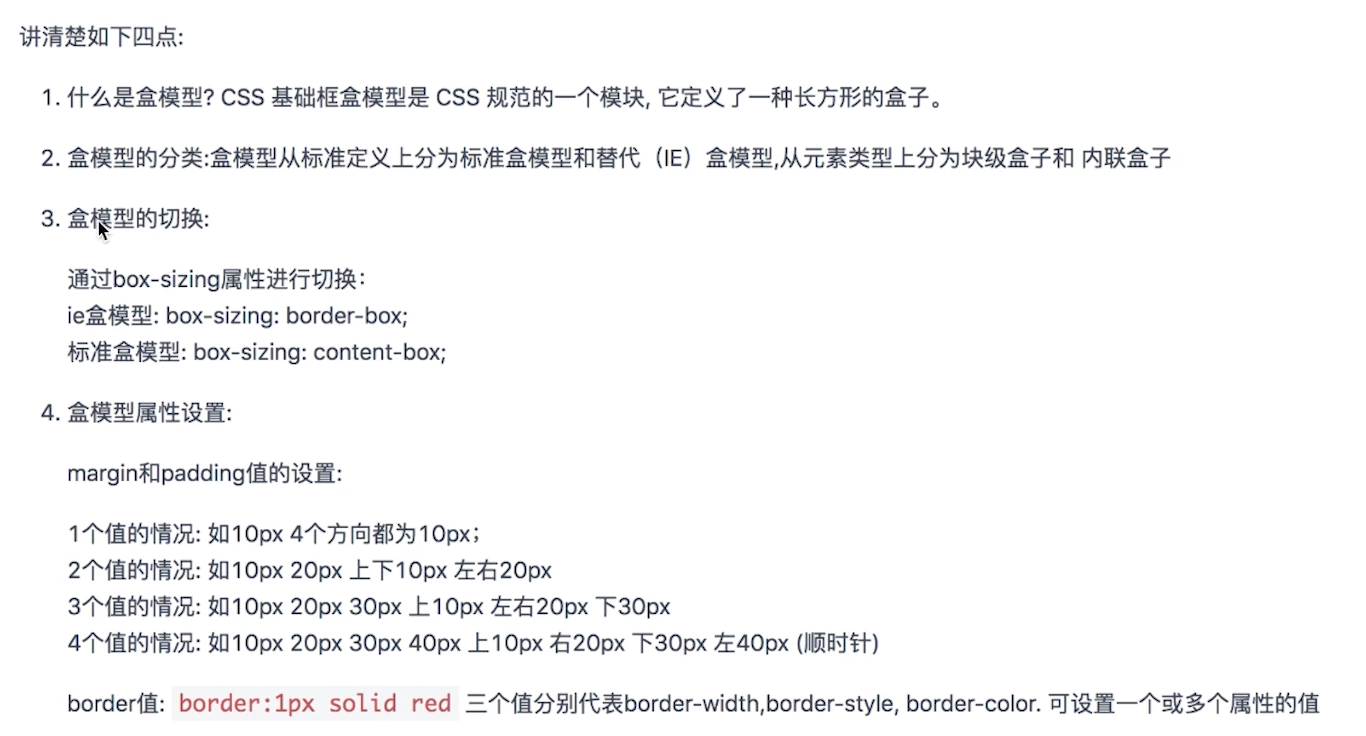 讲清楚如下四点:
1. 什么是盒模型? CSS 基础框盒模型是 CSS 规范的一个模块, 它定义了一种长方形的盒子。
2. 盒模型的分类:盒模型从标准定义上分为标准盒模型和替代（IE）盒模型,从元素类型上分为块级盒子和 内联盒子
3. 盒模型的切换:
通过box-sizing属性进行切换：
ie盒模型: box-sizing: border-box;
标准盒模型: box-sizing: content-box;
4. 盒模型属性设置:
margin和padding值的设置:
1个值的情况: 如10px 4个方向都为10px；
2个值的情况: 如10px 20px 上下10px 左右20px
3个值的情况: 如10px 20px 30px 上10px 左右20px 下30px
4个值的情况: 如10px 20px 30px 40px 上10px 右20px 下30px 左40px (顺时针)
border值: border:1px solid red 三个值分别代表border-width,border-style, border-color. 可设置一个或多个属性的值